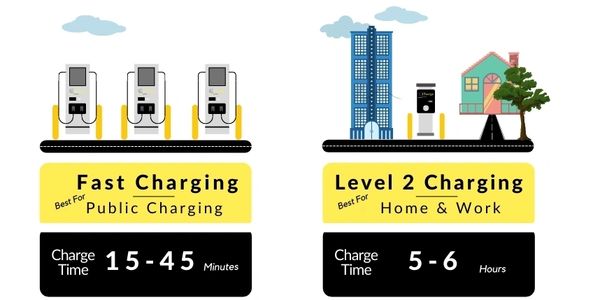 Fast Charging
Best For
Public Charging
Charge
Time
15-45
Minutes
Level 2 Charging
Best For
Home & Work
Charge
Time
5-6
Hours